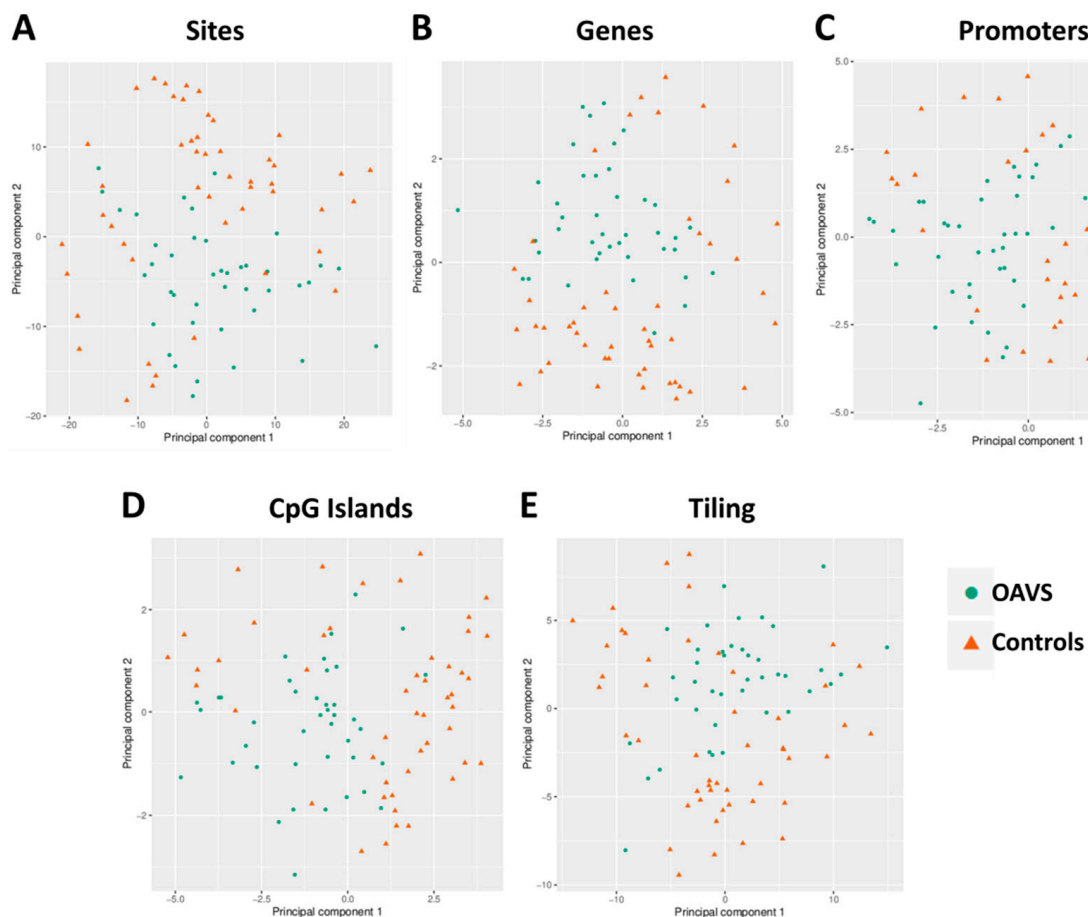 A Sites
B Genes
C Promoters
Principal component 2
10
0
−10
−20
−20
−10
0
10
20
Principal component 1
Principal component 2
2
0
−2
−5.0
−2.5
0.0
2.5
5.0
Principal component 1
Principal component 2
5.0
2.5
0.0
−2.5
−5.0
−2.5
0.0
Principal component 1
D CpG Islands
E Tiling
Principal component 2
2
0
−2
−5.0
−2.5
0.0
2.5
Principal component 1
Principal component 2
5
0
−5
−10
−10
0
10
Principal component 1
OAVS
Controls